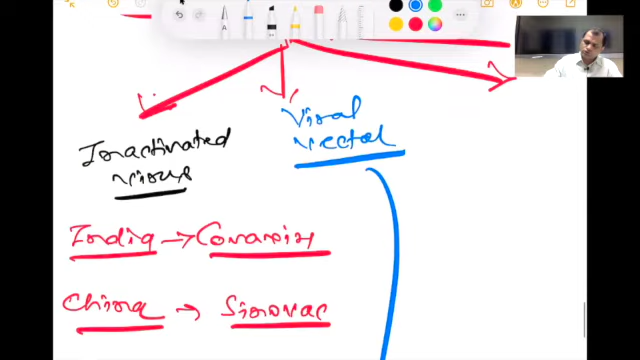 Inactivated
virus
Viral
vector
India → Covaxin
China → Sinovac